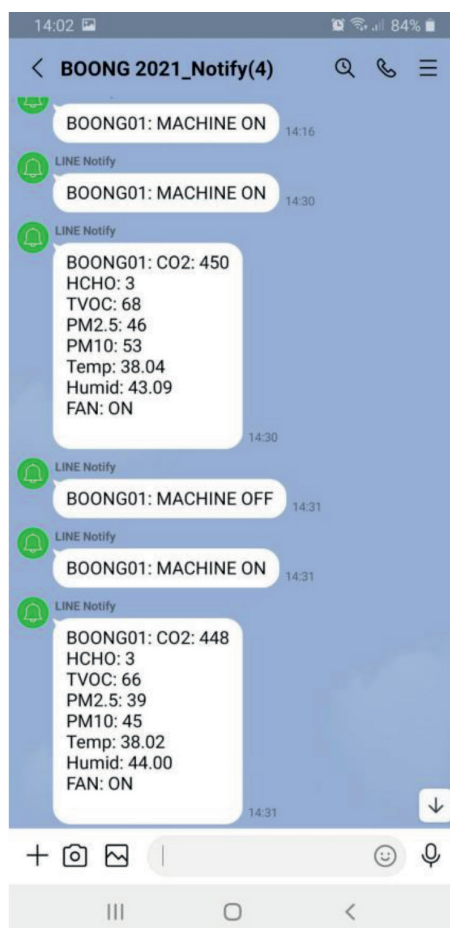 14:02 84%
BOONG 2021_Notify(4)
BOONG01: MACHINE ON
14:16
LINE Notify
BOONG01: MACHINE ON
14:30
LINE Notify
BOONG01: CO2: 450
HCHO: 3
TVOC: 68
PM2.5: 46
PM10: 53
Temp: 38.04
Humid: 43.09
FAN: ON
14:30
LINE Notify
BOONG01: MACHINE OFF
14:31
LINE Notify
BOONG01: MACHINE ON
14:31
LINE Notify
BOONG01: CO2: 448
HCHO: 3
TVOC: 66
PM2.5: 39
PM10: 45
Temp: 38.02
Humid: 44.00
FAN: ON
14:31